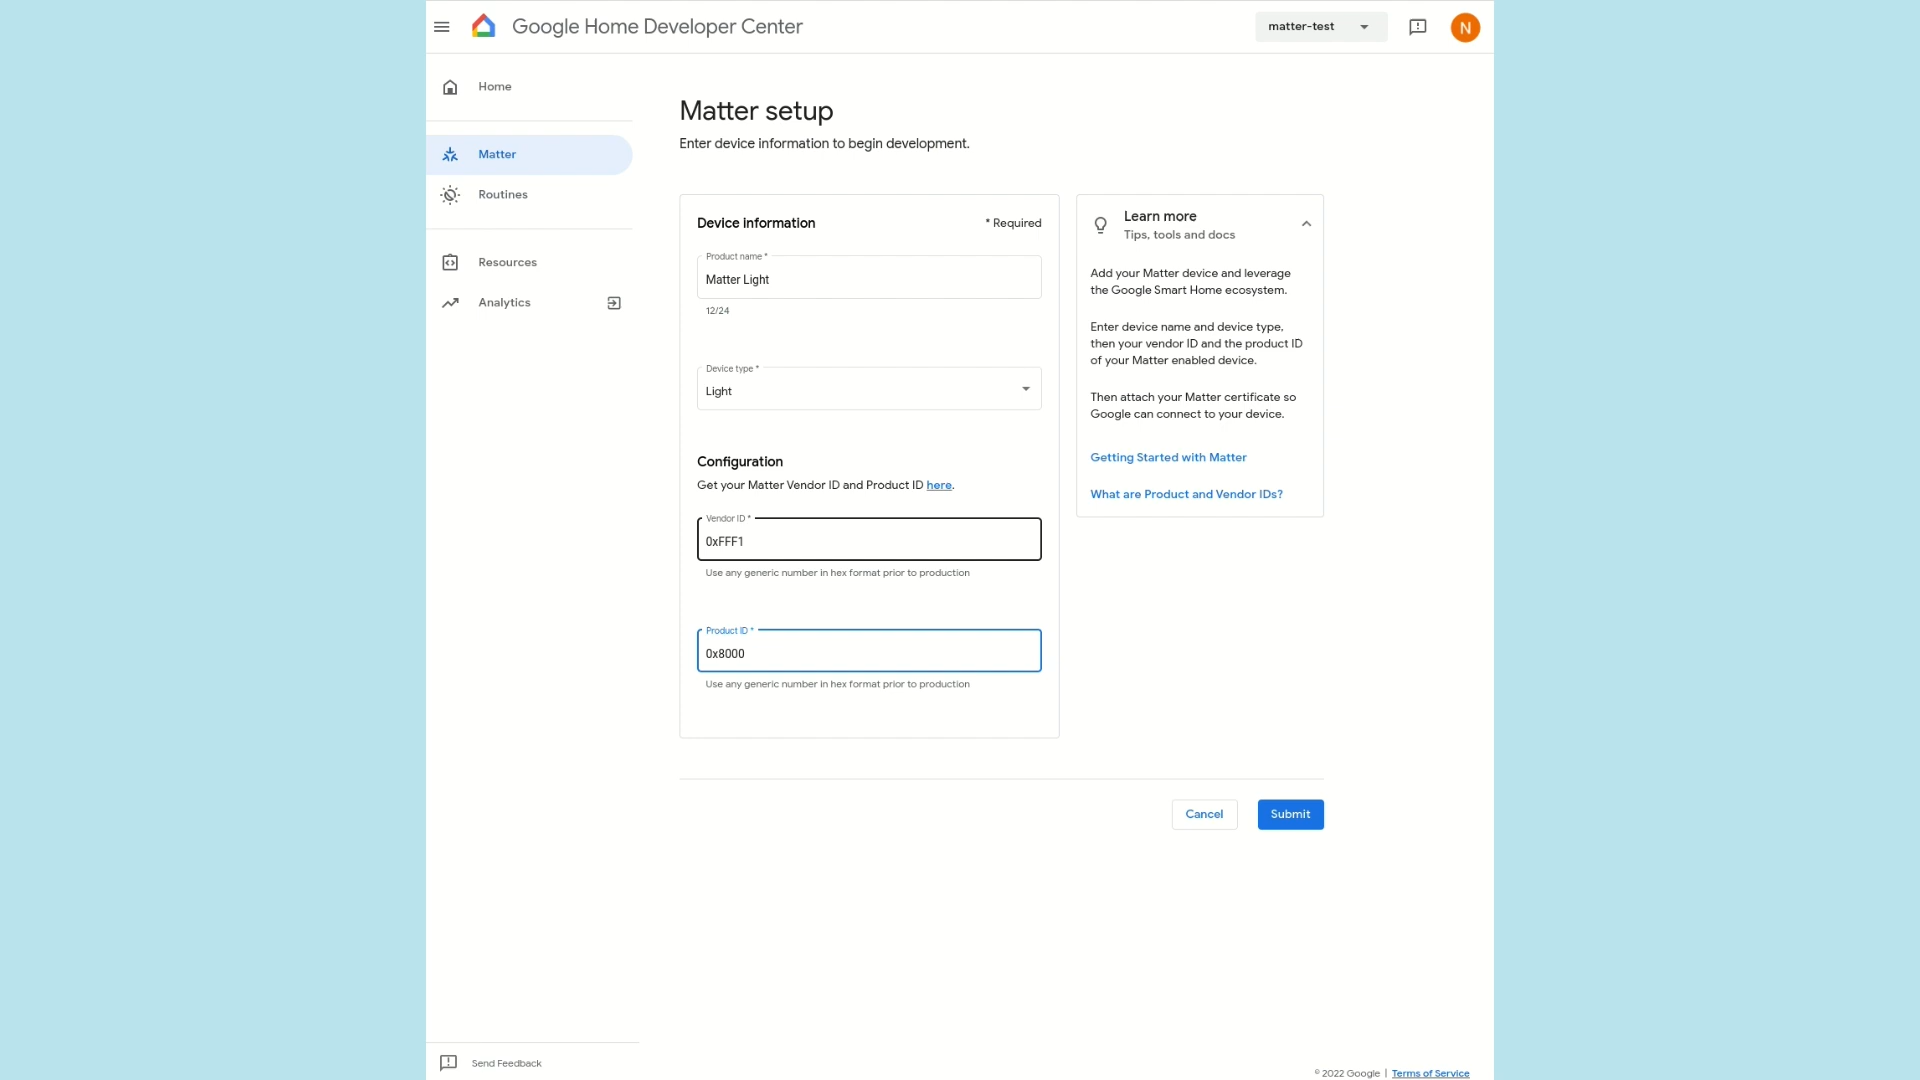 Google Home Developer Center
matter-test
N
Home
Matter
Routines
Resources
Analytics
Matter setup
Enter device information to begin development.
Device information
* Required
Product name *
Matter Light
12/24
Device type *
Light
Configuration
Get your Matter Vendor ID and Product ID here.
Vendor ID *
0xFFF1
Use any generic number in hex format prior to production
Product ID *
0x8000
Use any generic number in hex format prior to production
Learn more
Tips, tools and docs
Add your Matter device and leverage
the Google Smart Home ecosystem.
Enter device name and device type,
then your vendor ID and the product ID
of your Matter enabled device.
Then attach your Matter certificate so
Google can connect to your device.
Getting Started with Matter
What are Product and Vendor IDs?
Cancel
Submit
Send Feedback
© 2022 Google | Terms of Service